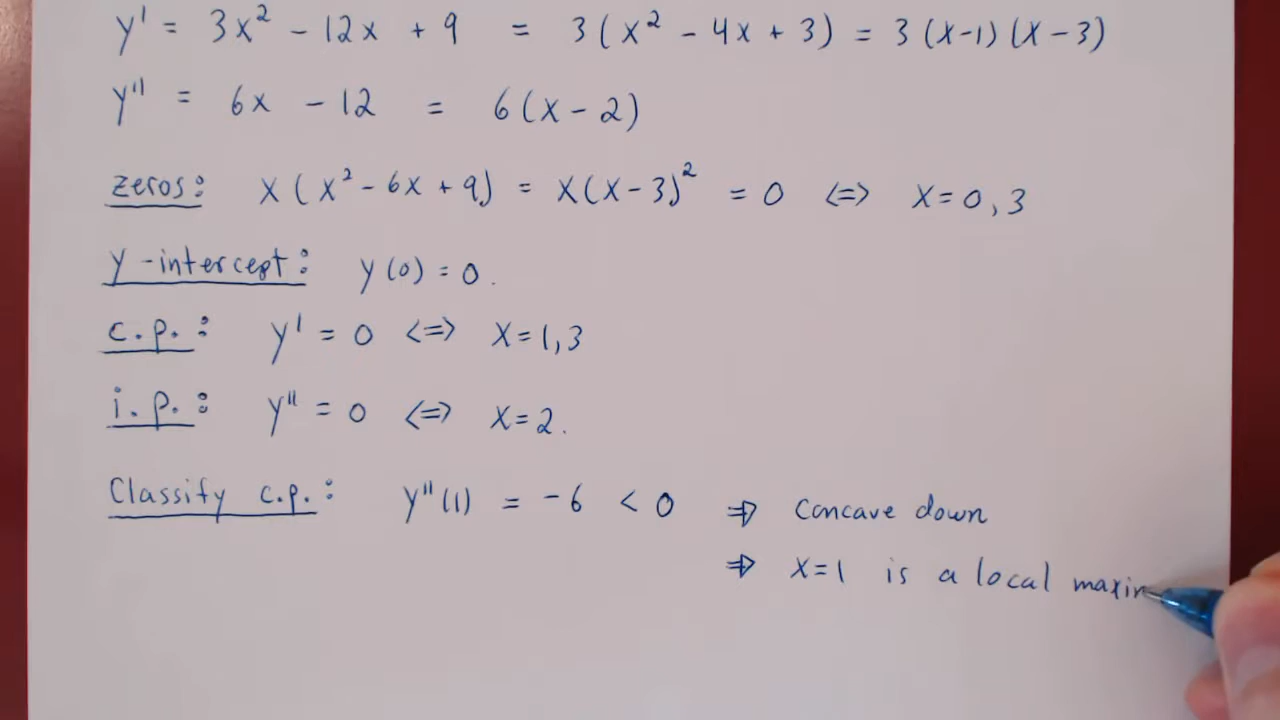 y' = 3x² - 12x + 9 = 3(x² - 4x + 3) = 3(x-1)(x-3)
y'' = 6x - 12 = 6(x-2)
zeros: x(x² - 6x + 9) = x(x-3)² = 0 <=> x=0,3
y-intercept: y(0) = 0.
c.p.: y' = 0 <=> x=1,3
i.p.: y'' = 0 <=> x=2.
Classify c.p.: y''(1) = -6 < 0 => concave down
=> x=1 is a local maxim